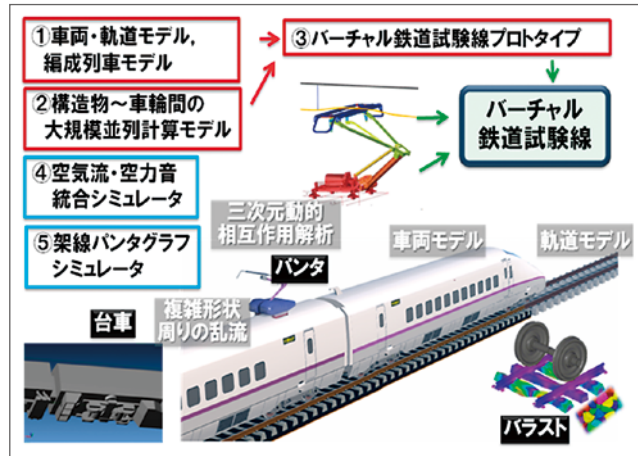 ①車両・軌道モデル,
編成列車モデル
③バーチャル鉄道試験線プロトタイプ
②構造物～車輪間の
大規模並列計算モデル
バーチャル
鉄道試験線
④空気流・空力音
統合シミュレータ
⑤架線パンタグラフ
シミュレータ
三次元動的
相互作用解析
パンタ
車両モデル
軌道モデル
台車
複雑形状
周りの乱流
バラスト